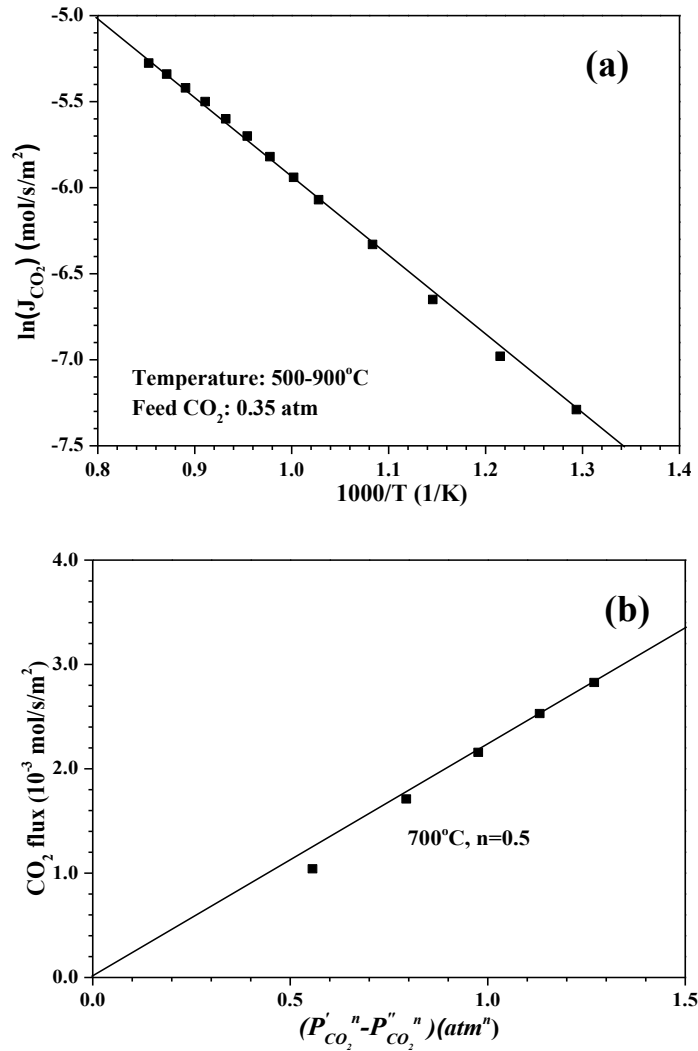 (a)
-5.0
-5.5
-6.0
-6.5
-7.0
-7.5
ln(J_CO₂) (mol/s/m²)
Temperature: 500-900°C
Feed CO₂: 0.35 atm
0.8 0.9 1.0 1.1 1.2 1.3 1.4
1000/T (1/K)
(b)
4.0
3.0
2.0
1.0
0.0
CO₂ flux (10⁻³ mol/s/m²)
700°C, n=0.5
0.0 0.5 1.0 1.5
(P'_CO₂ⁿ-P''_CO₂ⁿ)(atmⁿ)